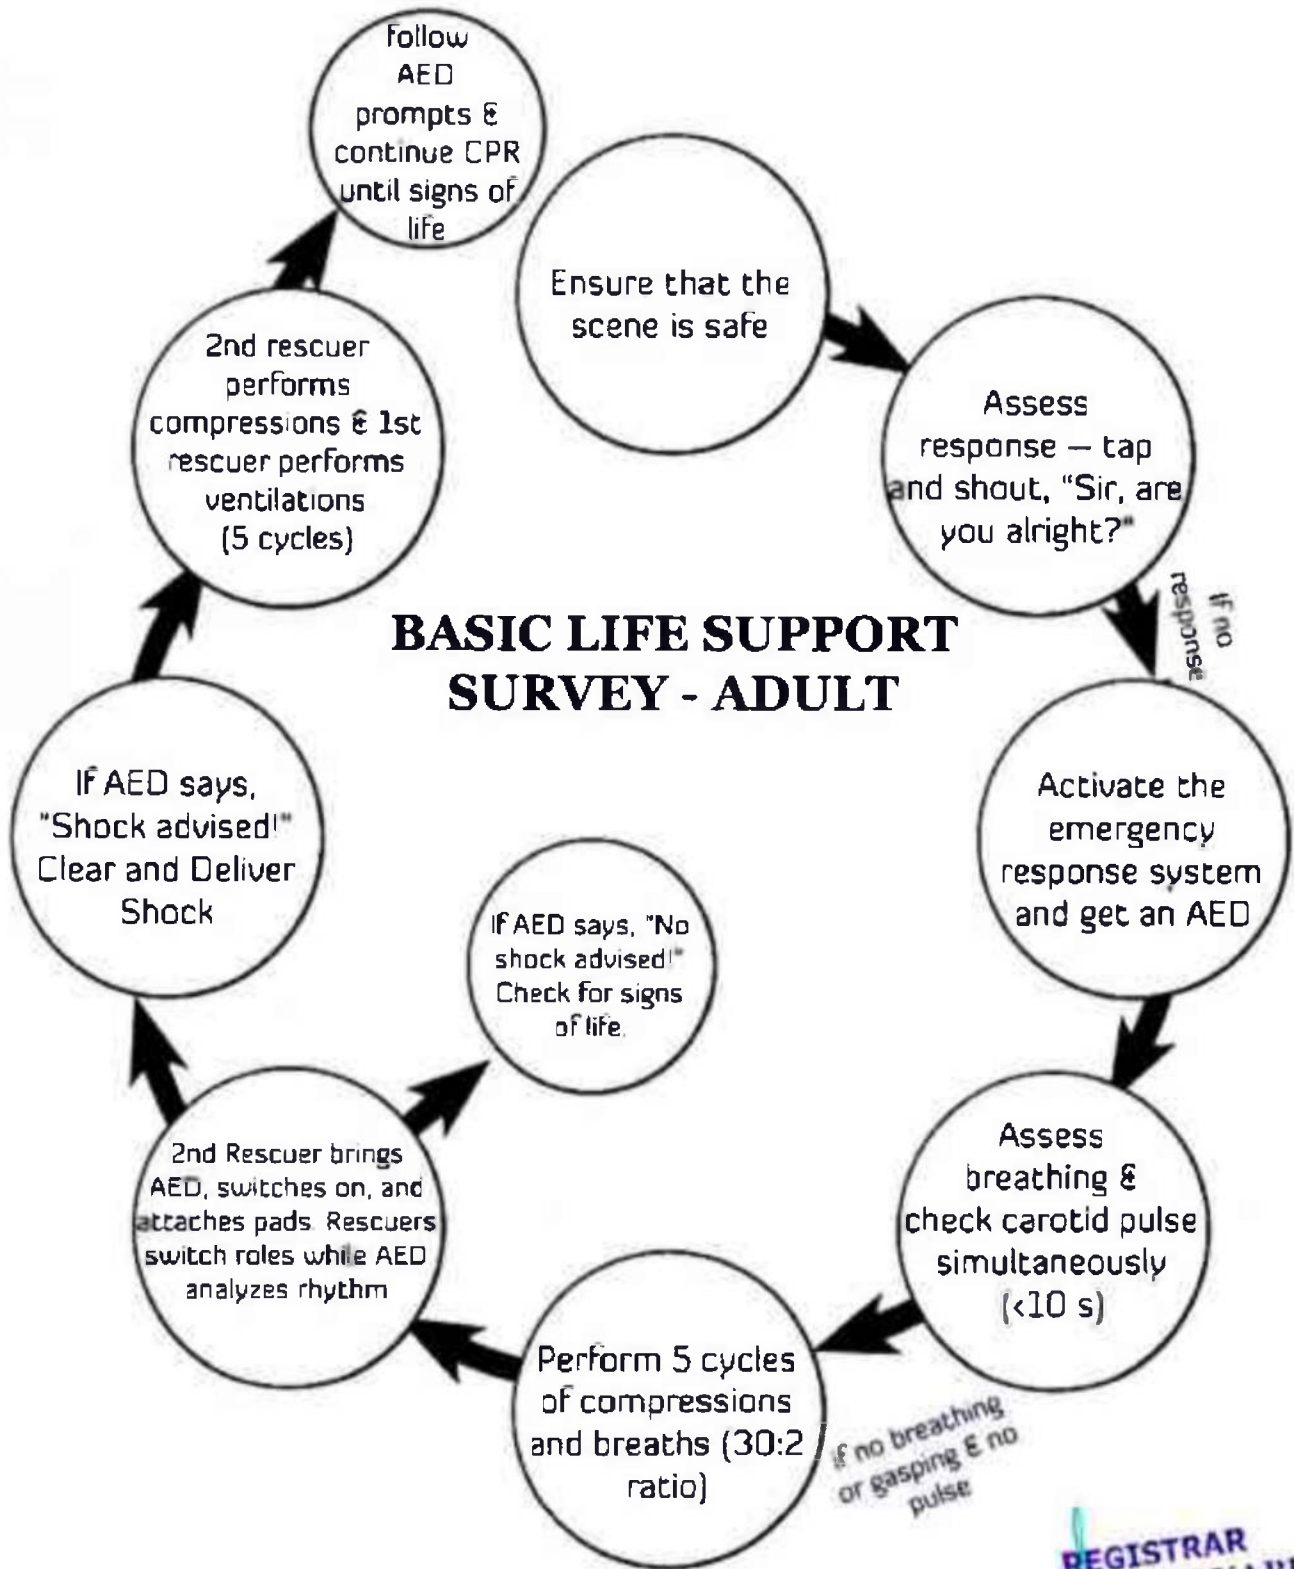 BASIC LIFE SUPPORT
SURVEY - ADULT
Ensure that the
scene is safe
Assess
response — tap
and shout, "Sir, are
you alright?"
If no
response
Activate the
emergency
response system
and get an AED
Assess
breathing &
check carotid pulse
simultaneously
(<10 s)
If no breathing
or gasping & no
pulse
Perform 5 cycles
of compressions
and breaths (30:2
ratio)
2nd Rescuer brings
AED, switches on, and
attaches pads. Rescuers
switch roles while AED
analyzes rhythm
If AED says, "No
shock advised!"
Check for signs
of life.
If AED says,
"Shock advised!"
Clear and Deliver
Shock
2nd rescuer
performs
compressions & 1st
rescuer performs
ventilations
(5 cycles)
Follow
AED
prompts &
continue CPR
until signs of
life
REGISTRAR